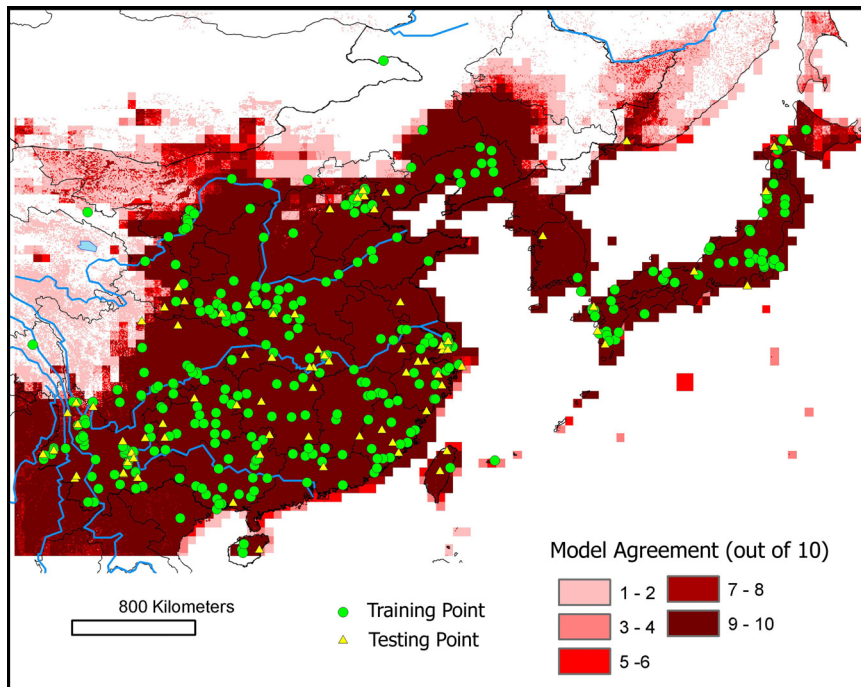 Model Agreement (out of 10)
1 - 2
7 - 8
3 - 4
9 - 10
5 -6
800 Kilometers
Training Point
Testing Point